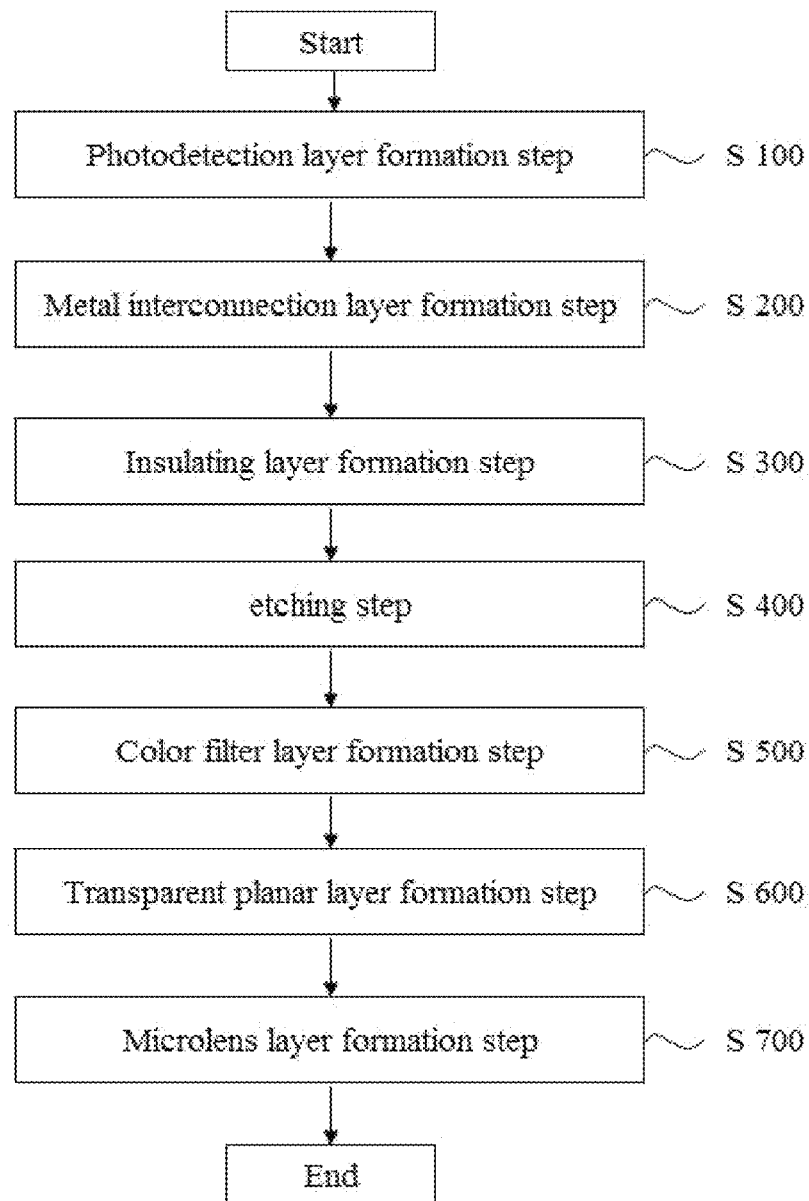 Start
Photodetection layer formation step S 100
Metal interconnection layer formation step S 200
Insulating layer formation step S 300
etching step S 400
Color filter layer formation step S 500
Transparent planar layer formation step S 600
Microlens layer formation step S 700
End